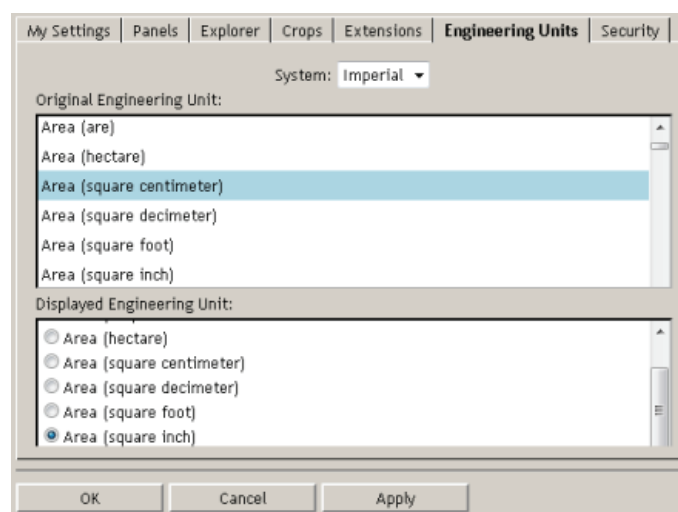 My Settings Panels Explorer Crops Extensions Engineering Units Security
System: Imperial
Original Engineering Unit:
Area (are)
Area (hectare)
Area (square centimeter)
Area (square decimeter)
Area (square foot)
Area (square inch)
Displayed Engineering Unit:
Area (hectare)
Area (square centimeter)
Area (square decimeter)
Area (square foot)
Area (square inch)
OK Cancel Apply